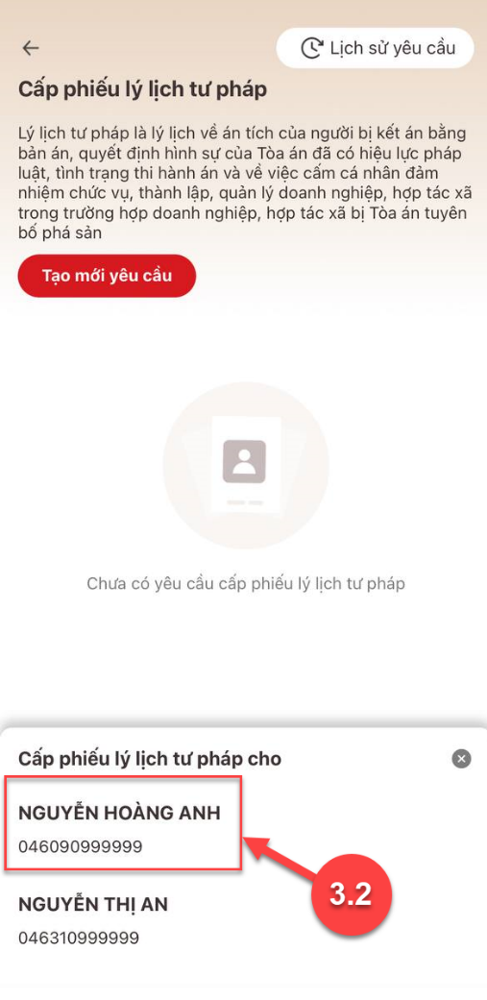 Lịch sử yêu cầu
Cấp phiếu lý lịch tư pháp
Lý lịch tư pháp là lý lịch về án tích của người bị kết án bằng
bản án, quyết định hình sự của Tòa án đã có hiệu lực pháp
luật, tình trạng thi hành án và về việc cấm cá nhân đảm
nhiệm chức vụ, thành lập, quản lý doanh nghiệp, hợp tác xã
trong trường hợp doanh nghiệp, hợp tác xã bị Tòa án tuyên
bố phá sản
Tạo mới yêu cầu
Chưa có yêu cầu cấp phiếu lý lịch tư pháp
Cấp phiếu lý lịch tư pháp cho
NGUYỄN HOÀNG ANH
046090999999
3.2
NGUYỄN THỊ AN
046310999999